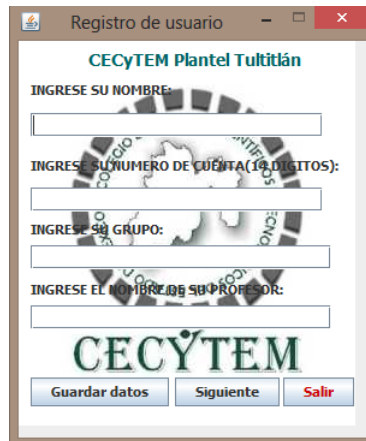 Registro de usuario
CECyTEM Plantel Tultitlán
INGRESE SU NOMBRE:
INGRESE SU NUMERO DE CUENTA(14 DIGITOS):
INGRESE SU GRUPO:
INGRESE EL NOMBRE DE SU PROFESOR:
CECYTEM
Guardar datos Siguiente Salir